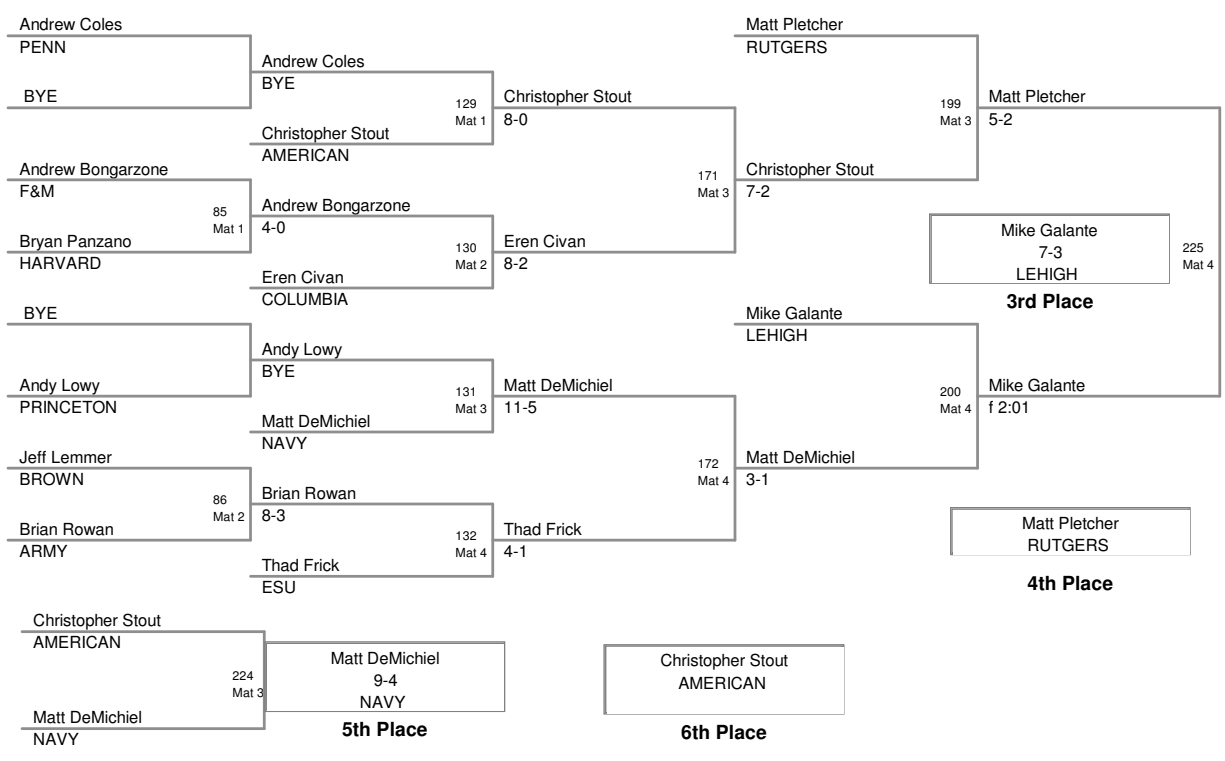 Andrew Coles
PENN
BYE
Andrew Coles
BYE
129
Mat 1
Christopher Stout
AMERICAN
Christopher Stout
8-0
Andrew Bongarzone
F&M
85
Mat 1
Bryan Panzano
HARVARD
Andrew Bongarzone
4-0
130
Mat 2
Eren Civan
COLUMBIA
Eren Civan
8-2
171
Mat 3
BYE
Andy Lowy
PRINCETON
Andy Lowy
BYE
131
Mat 3
Matt DeMichiel
NAVY
Matt DeMichiel
11-5
Jeff Lemmer
BROWN
86
Mat 2
Brian Rowan
ARMY
Brian Rowan
8-3
132
Mat 4
Thad Frick
ESU
Thad Frick
4-1
172
Mat 4
Matt Pletcher
RUTGERS
199
Mat 3
Christopher Stout
7-2
Matt Pletcher
5-2
Mike Galante
7-3
LEHIGH
3rd Place
225
Mat 4
Mike Galante
LEHIGH
200
Mat 4
Matt DeMichiel
3-1
Mike Galante
f 2:01
Matt Pletcher
RUTGERS
4th Place
Christopher Stout
AMERICAN
224
Mat 3
Matt DeMichiel
NAVY
Matt DeMichiel
9-4
NAVY
5th Place
Christopher Stout
AMERICAN
6th Place